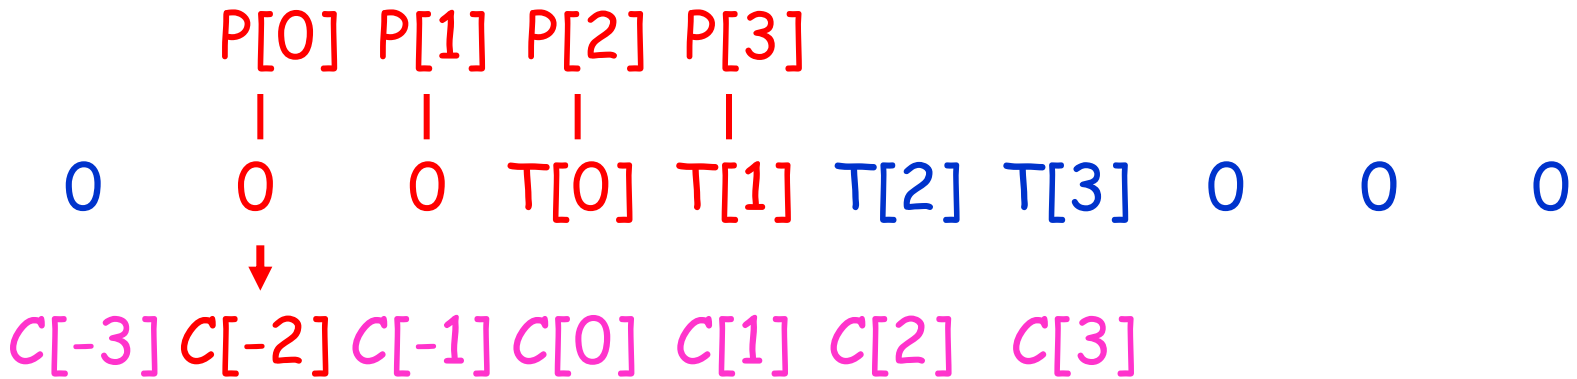 P[0] P[1] P[2] P[3]
0 0 0 T[0] T[1] T[2] T[3] 0 0 0
C[-3] C[-2] C[-1] C[0] C[1] C[2] C[3]